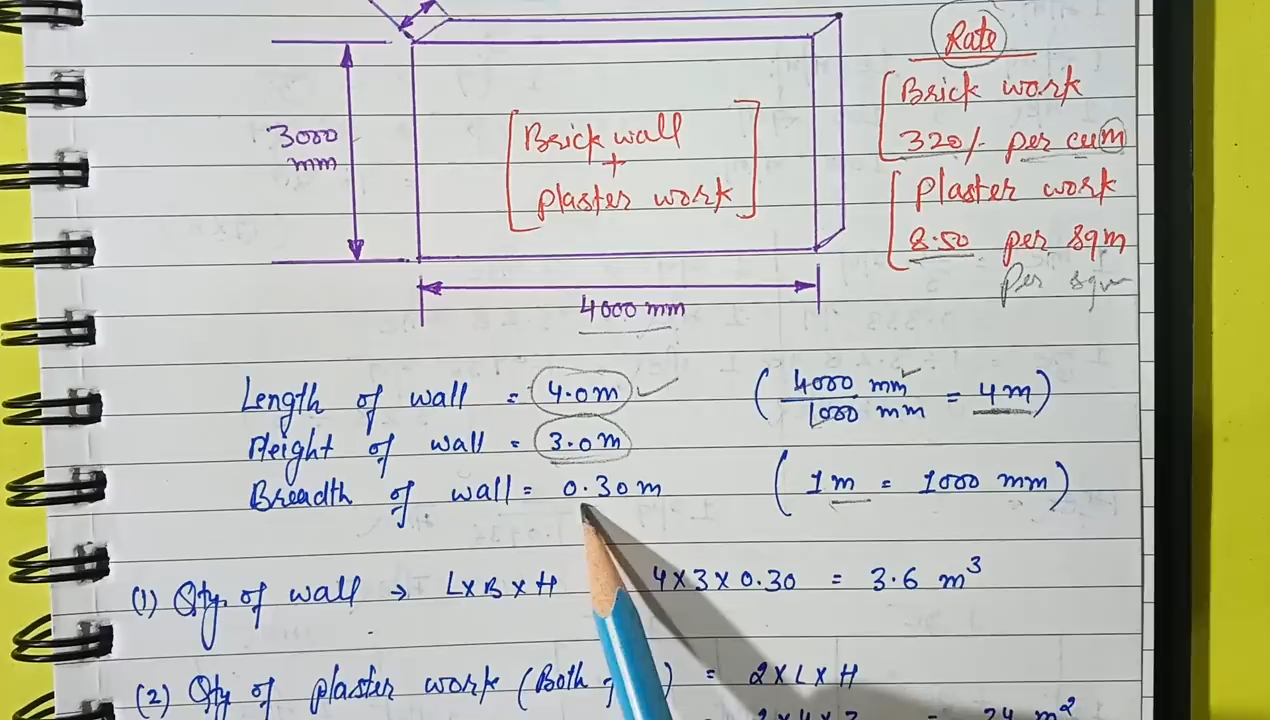 Rate
Brick work
320/- per cum
Plaster work
8.50 per sqm
Per sqm
3000
mm
Brick wall
+
plaster work
4000 mm
Length of wall = 4.0m ( 4000 mm / 1000 mm = 4m )
Height of wall = 3.0m
Breadth of wall = 0.30m ( 1m = 1000 mm )
(1) Qty. of wall → L×B×H 4×3×0.30 = 3.6 m³
(2) Qty of plaster work (Both ) = 2×L×H
= 24 m²